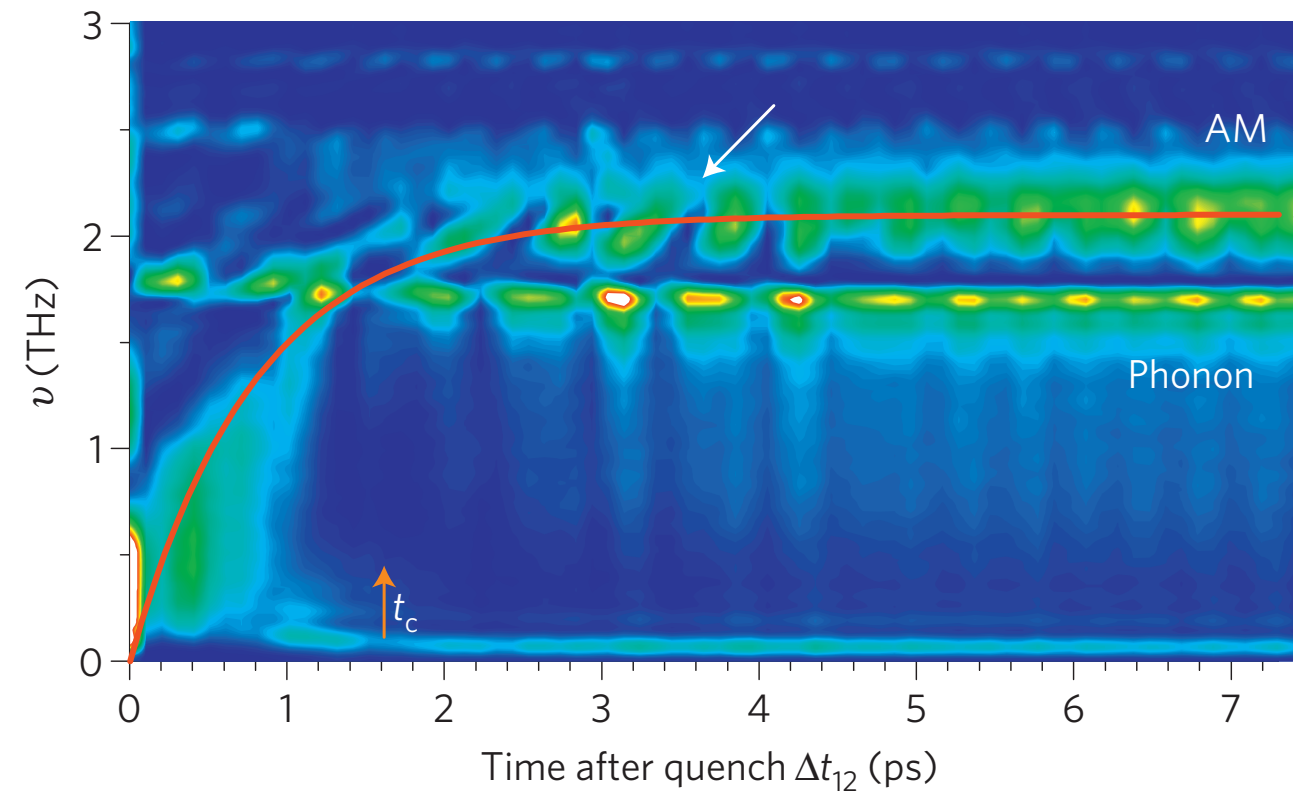 3
AM
2
υ (THz)
Phonon
1
t_c
0
0 1 2 3 4 5 6 7
Time after quench Δt₁₂ (ps)